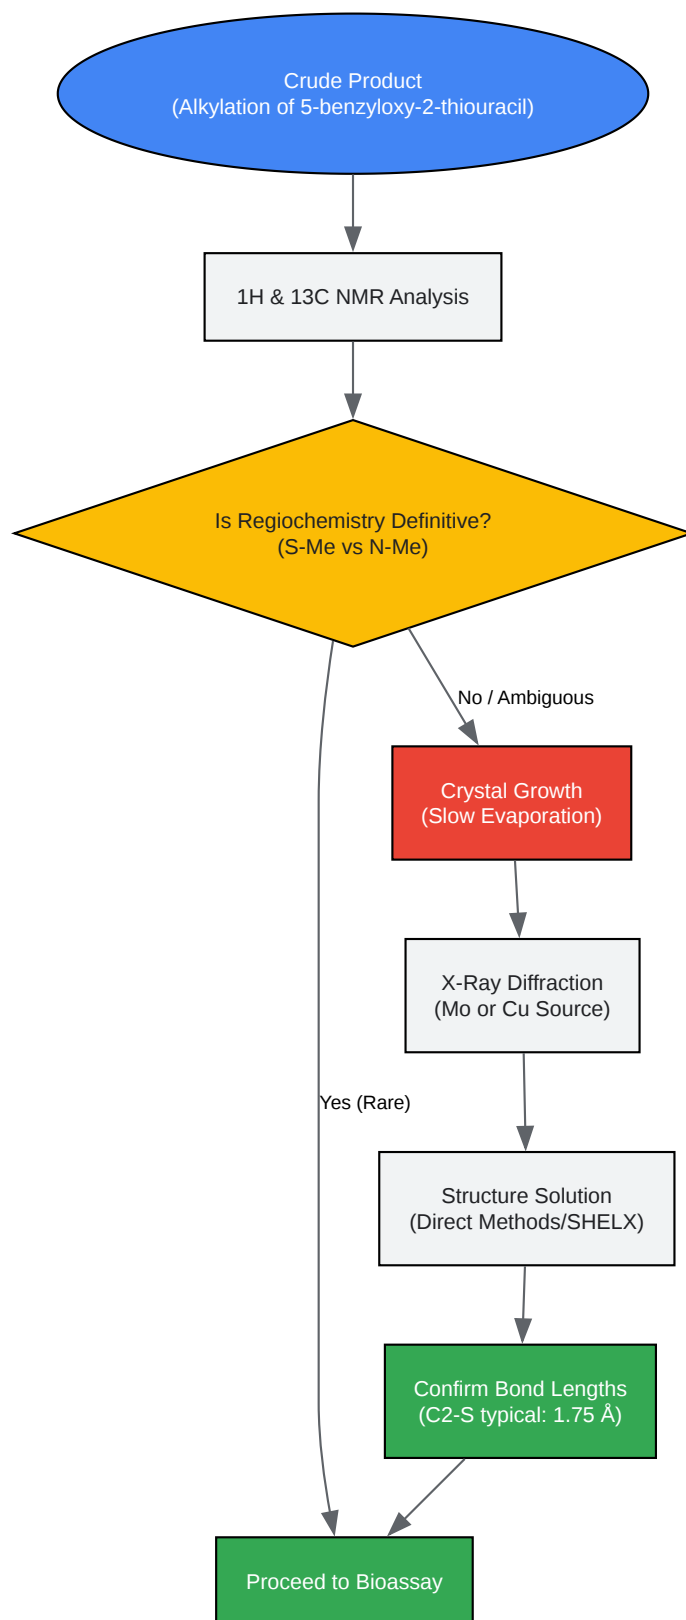 Crude Product
(Alkylation of 5-benzyloxy-2-thiouracil)
1H & 13C NMR Analysis
Is Regiochemistry Definitive?
(S-Me vs N-Me)
No / Ambiguous
Crystal Growth
(Slow Evaporation)
X-Ray Diffraction
(Mo or Cu Source)
Yes (Rare)
Structure Solution
(Direct Methods/SHELX)
Confirm Bond Lengths
(C2-S typical: 1.75 Å)
Proceed to Bioassay